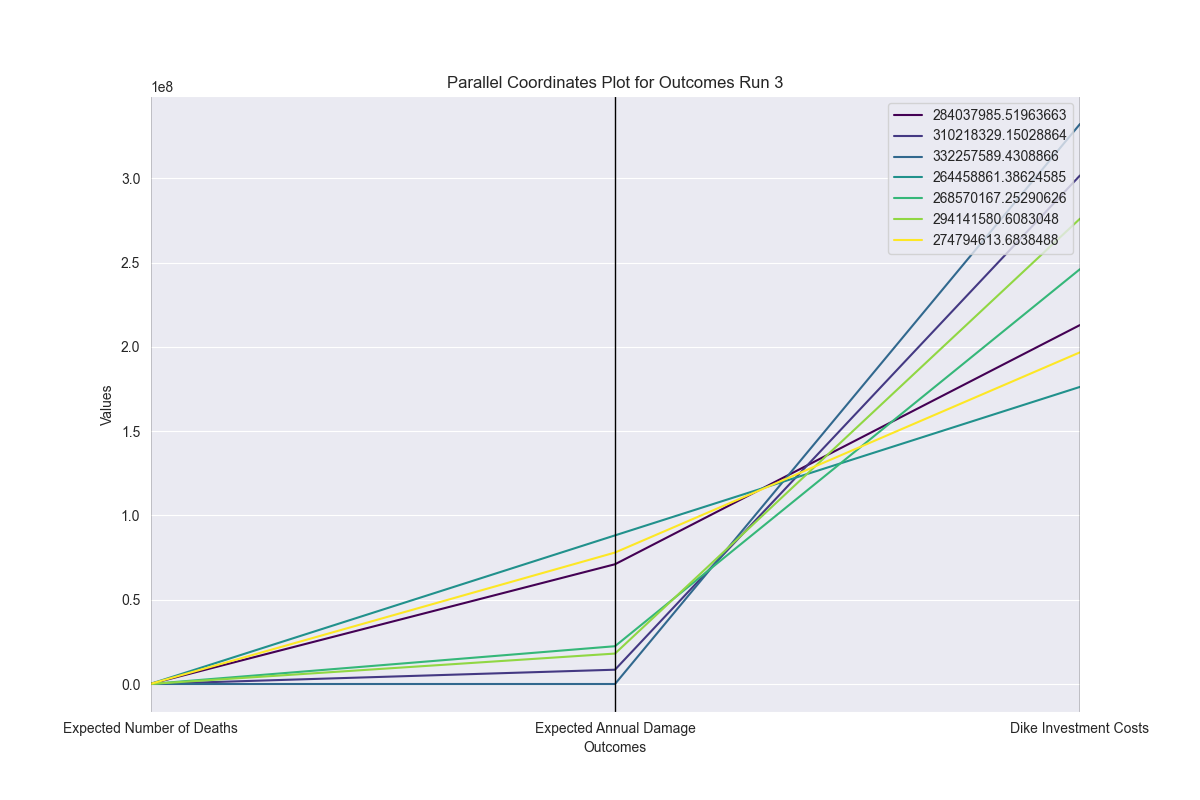 Parallel Coordinates Plot for Outcomes Run 3
1e8
284037985.51963663
310218329.15028864
332257589.4308866
264458861.38624585
268570167.25290626
294141580.6083048
274794613.6838488
3.0
2.5
2.0
1.5
1.0
0.5
0.0
Values
Expected Number of Deaths
Expected Annual Damage
Dike Investment Costs
Outcomes